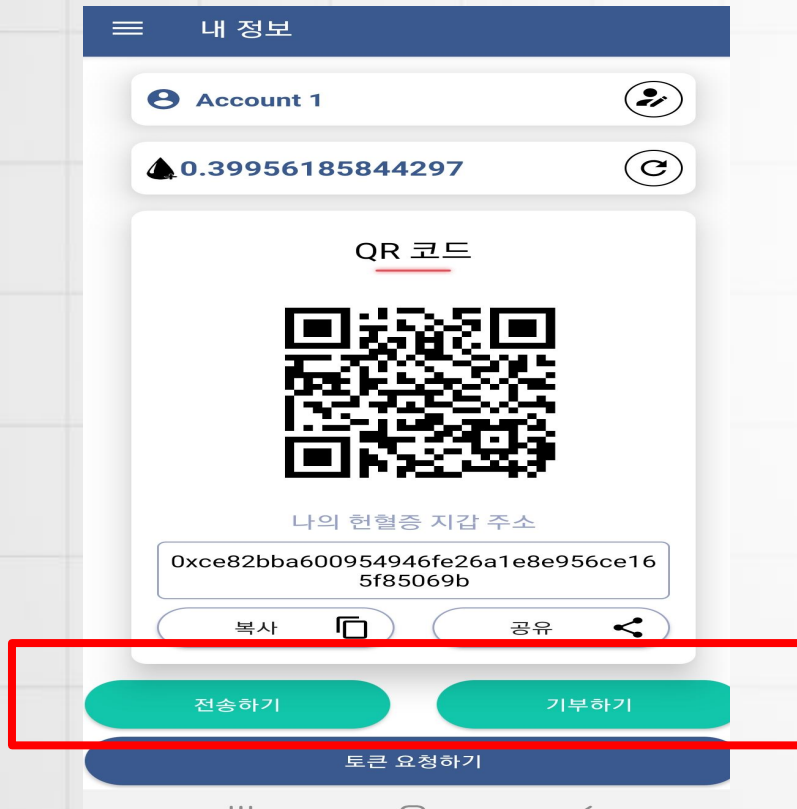 내 정보
Account 1
0.39956185844297
QR 코드
나의 헌혈증 지갑 주소
0xce82bba600954946fe26a1e8e956ce16
5f85069b
복사
공유
전송하기
기부하기
토큰 요청하기